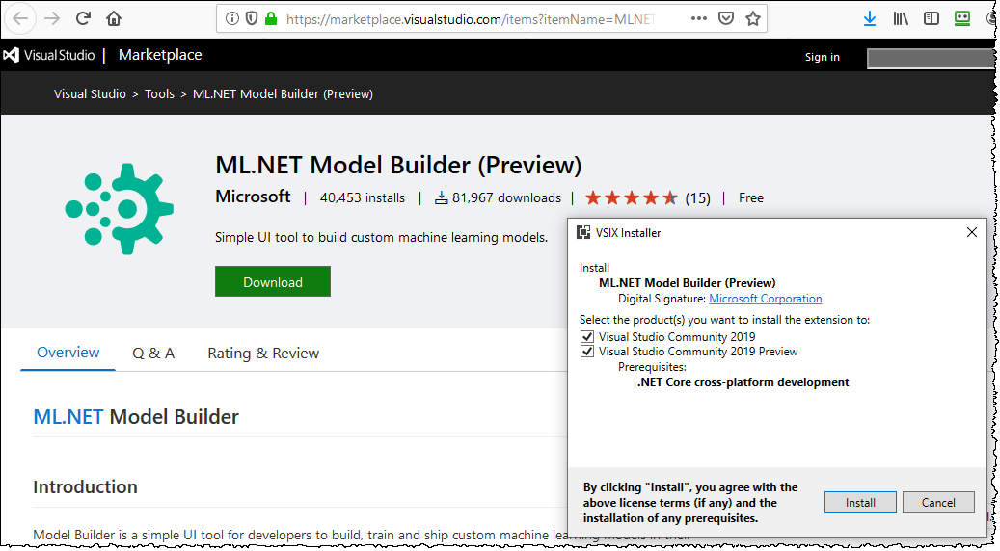 https://marketplace.visualstudio.com/items?itemName=MLNET
Visual Studio | Marketplace
Sign in
Visual Studio > Tools > ML.NET Model Builder (Preview)
ML.NET Model Builder (Preview)
Microsoft | 40,453 installs | 81,967 downloads | (15) | Free
Simple UI tool to build custom machine learning models.
Download
Overview Q & A Rating & Review
ML.NET Model Builder
Introduction
Model Builder is a simple UI tool for developers to build, train and ship custom machine learning models in their
VSIX Installer
Install
ML.NET Model Builder (Preview)
Digital Signature: Microsoft Corporation
Select the product(s) you want to install the extension to:
Visual Studio Community 2019
Visual Studio Community 2019 Preview
Prerequisites:
.NET Core cross-platform development
By clicking "Install", you agree with the
above license terms (if any) and the
installation of any prerequisites.
Install Cancel